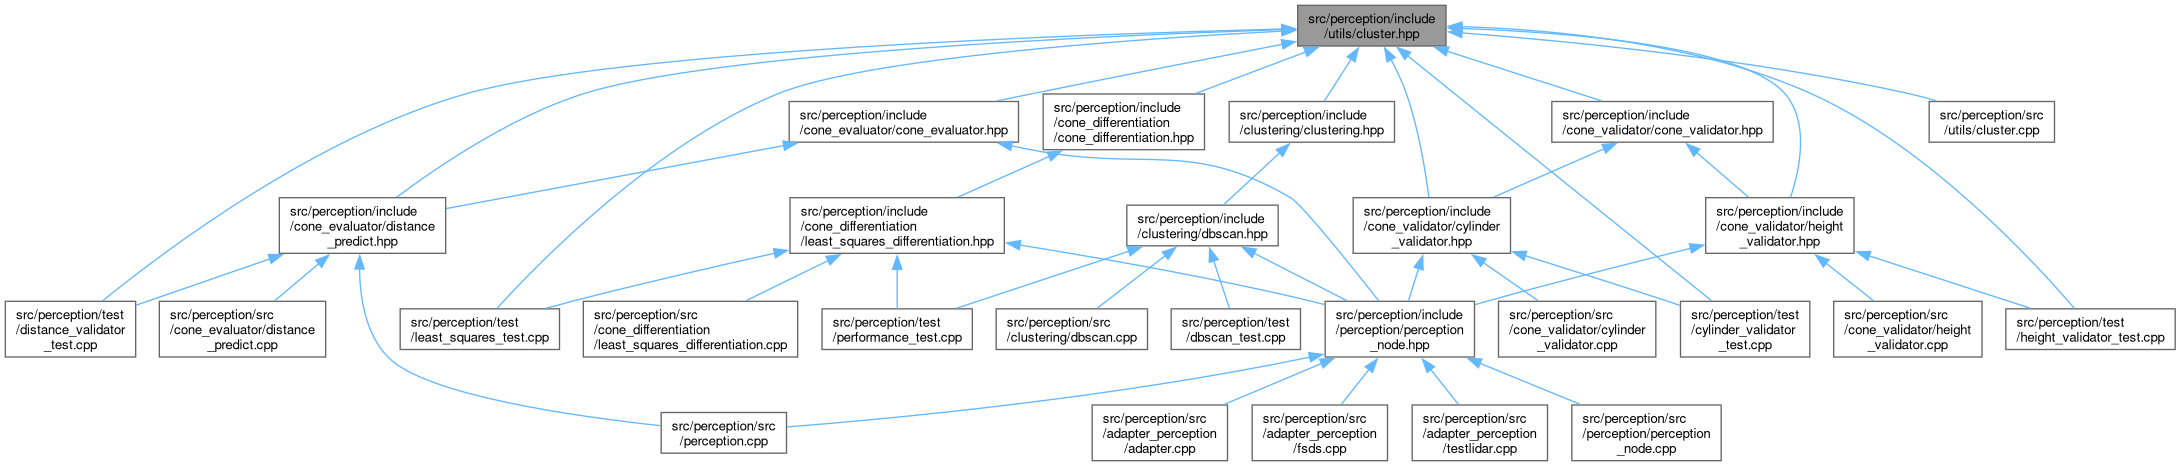 src/perception/include
/utils/cluster.hpp
src/perception/include
/cone_evaluator/cone_evaluator.hpp
src/perception/include
/cone_differentiation
/cone_differentiation.hpp
src/perception/include
/clustering/clustering.hpp
src/perception/include
/cone_validator/cone_validator.hpp
src/perception/src
/utils/cluster.cpp
src/perception/include
/cone_evaluator/distance
_predict.hpp
src/perception/include
/cone_differentiation
/least_squares_differentiation.hpp
src/perception/include
/clustering/dbscan.hpp
src/perception/include
/cone_validator/cylinder
_validator.hpp
src/perception/include
/cone_validator/height
_validator.hpp
src/perception/test
/distance_validator
_test.cpp
src/perception/src
/cone_evaluator/distance
_predict.cpp
src/perception/test
/least_squares_test.cpp
src/perception/src
/cone_differentiation
/least_squares_differentiation.cpp
src/perception/test
/performance_test.cpp
src/perception/src
/clustering/dbscan.cpp
src/perception/test
/dbscan_test.cpp
src/perception/include
/perception/perception
_node.hpp
src/perception/src
/cone_validator/cylinder
_validator.cpp
src/perception/test
/cylinder_validator
_test.cpp
src/perception/src
/cone_validator/height
_validator.cpp
src/perception/test
/height_validator_test.cpp
src/perception/src
/perception.cpp
src/perception/src
/adapter_perception
/adapter.cpp
src/perception/src
/adapter_perception
/fsds.cpp
src/perception/src
/adapter_perception
/testlidar.cpp
src/perception/src
/perception/perception
_node.cpp